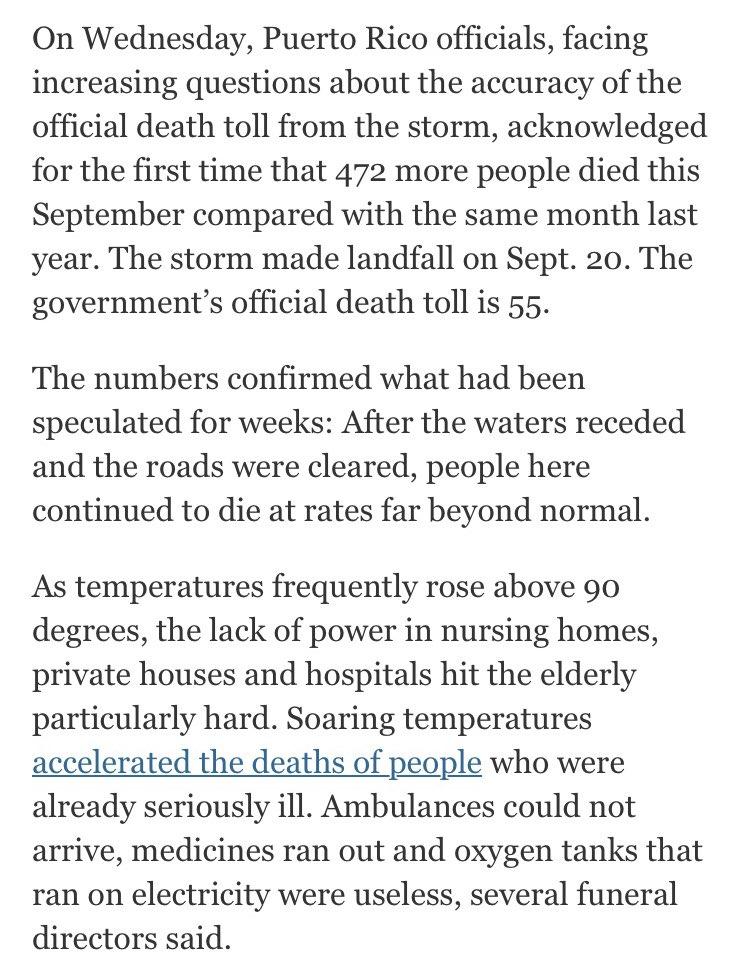 On Wednesday, Puerto Rico officials, facing
increasing questions about the accuracy of the
official death toll from the storm, acknowledged
for the first time that 472 more people died this
September compared with the same month last
year. The storm made landfall on Sept. 20. The
government’s official death toll is 55.
The numbers confirmed what had been
speculated for weeks: After the waters receded
and the roads were cleared, people here
continued to die at rates far beyond normal.
As temperatures frequently rose above 90
degrees, the lack of power in nursing homes,
private houses and hospitals hit the elderly
particularly hard. Soaring temperatures
accelerated the deaths of people who were
already seriously ill. Ambulances could not
arrive, medicines ran out and oxygen tanks that
ran on electricity were useless, several funeral
directors said.